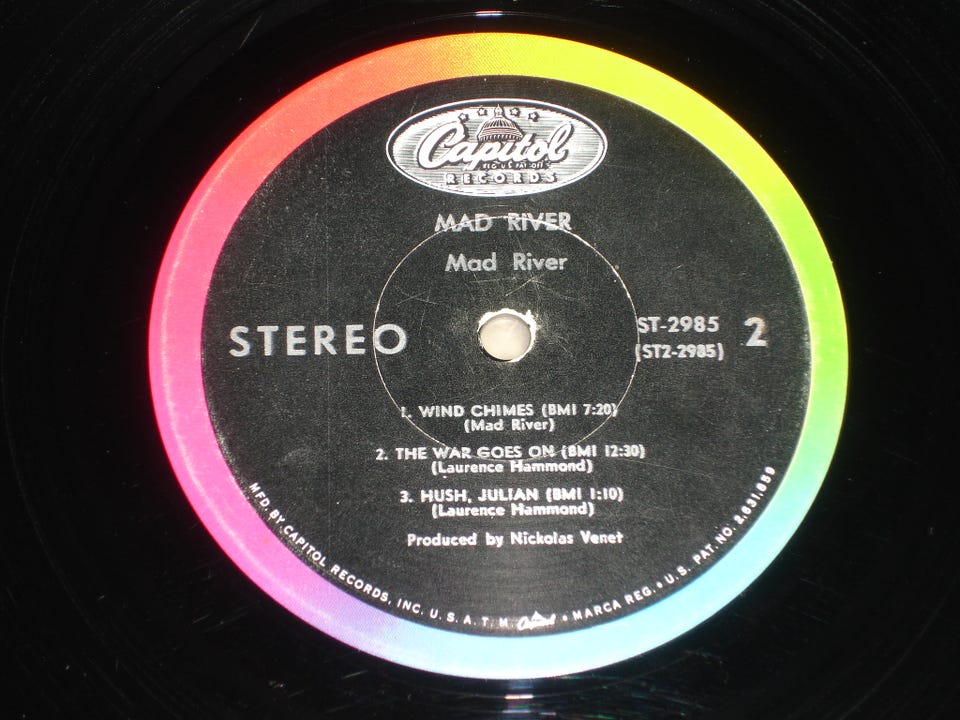 Capitol
REG. U.S. PAT. OFF.
RECORDS
MAD RIVER
Mad River
STEREO
ST-2985
(ST2-2985)
2
1. WIND CHIMES (BMI 7:20)
(Mad River)
2. THE WAR GOES ON (BMI 12:30)
(Laurence Hammond)
3. HUSH, JULIAN (BMI 1:10)
(Laurence Hammond)
Produced by Nickolas Venet
MFD. BY CAPITOL RECORDS, INC. U. S. A. T. M. Capitol • MARCA REG. • U. S. PAT. NO. 2,631,859